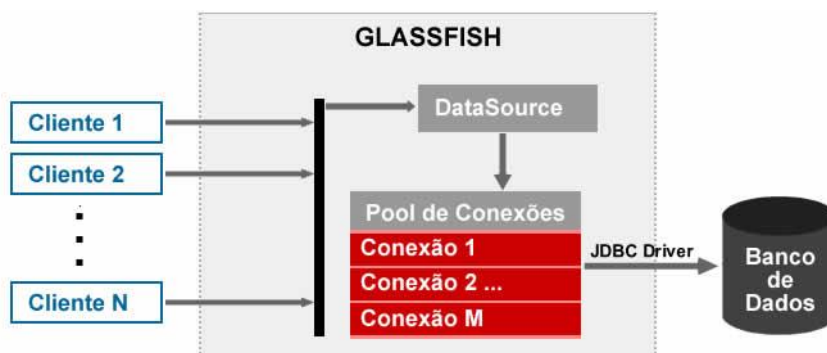 GLASSFISH
Cliente 1
Cliente 2
Cliente N
DataSource
Pool de Conexões
Conexão 1
Conexão 2 ...
Conexão M
JDBC Driver
Banco
de
Dados